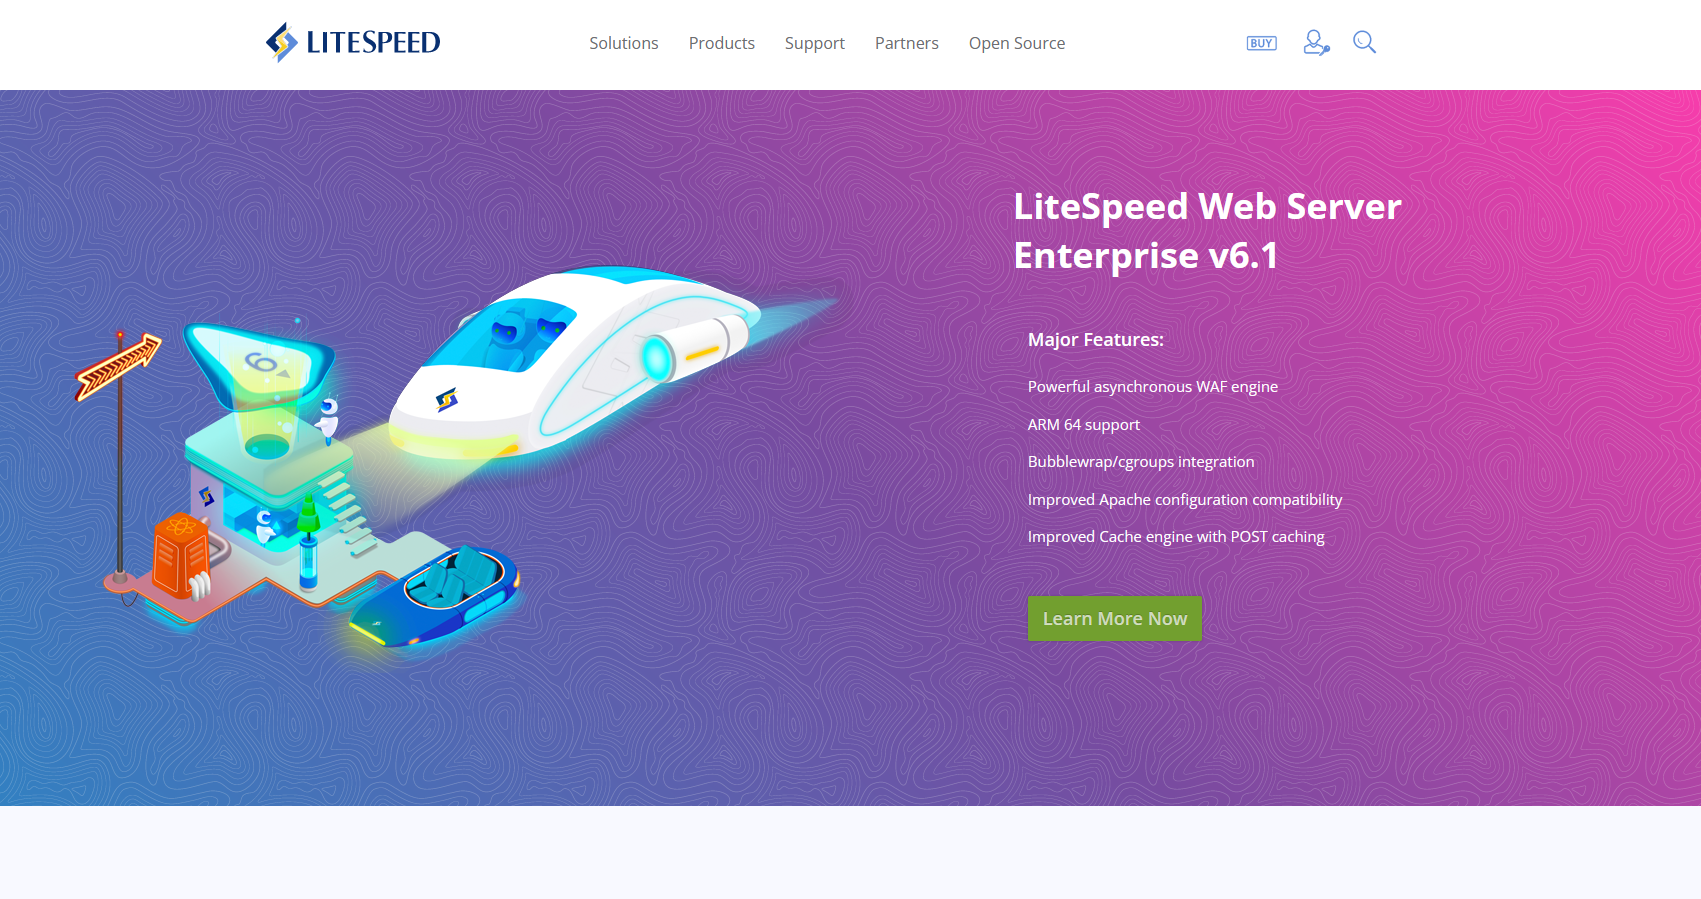 LITESPEED
Solutions Products Support Partners Open Source
BUY
LiteSpeed Web Server
Enterprise v6.1
6
Major Features:
Powerful asynchronous WAF engine
ARM 64 support
Bubblewrap/cgroups integration
Improved Apache configuration compatibility
Improved Cache engine with POST caching
Learn More Now